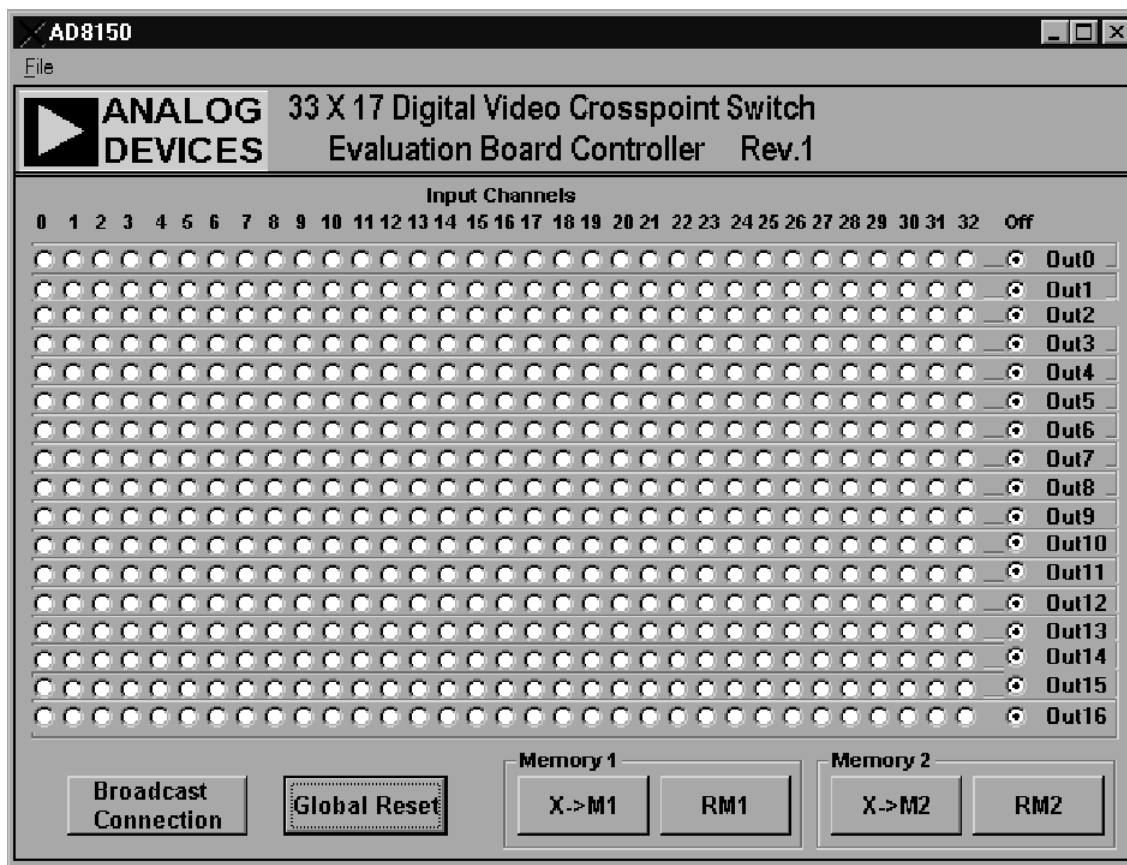 AD8150
File
ANALOG DEVICES
33 X 17 Digital Video Crosspoint Switch
Evaluation Board Controller Rev.1
Input Channels
0 1 2 3 4 5 6 7 8 9 10 11 12 13 14 15 16 17 18 19 20 21 22 23 24 25 26 27 28 29 30 31 32 Off
Out0
Out1
Out2
Out3
Out4
Out5
Out6
Out7
Out8
Out9
Out10
Out11
Out12
Out13
Out14
Out15
Out16
Broadcast Connection
Global Reset
Memory 1
X->M1 RM1
Memory 2
X->M2 RM2